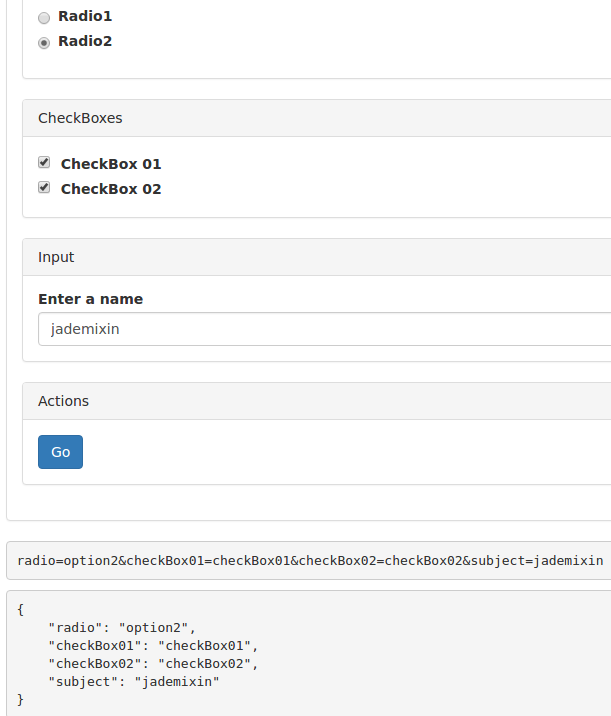 Radio1
Radio2
CheckBoxes
CheckBox 01
CheckBox 02
Input
Enter a name
jademixin
Actions
Go
radio=option2&checkBox01=checkBox01&checkBox02=checkBox02&subject=jademixin
{
    "radio": "option2",
    "checkBox01": "checkBox01",
    "checkBox02": "checkBox02",
    "subject": "jademixin"
}